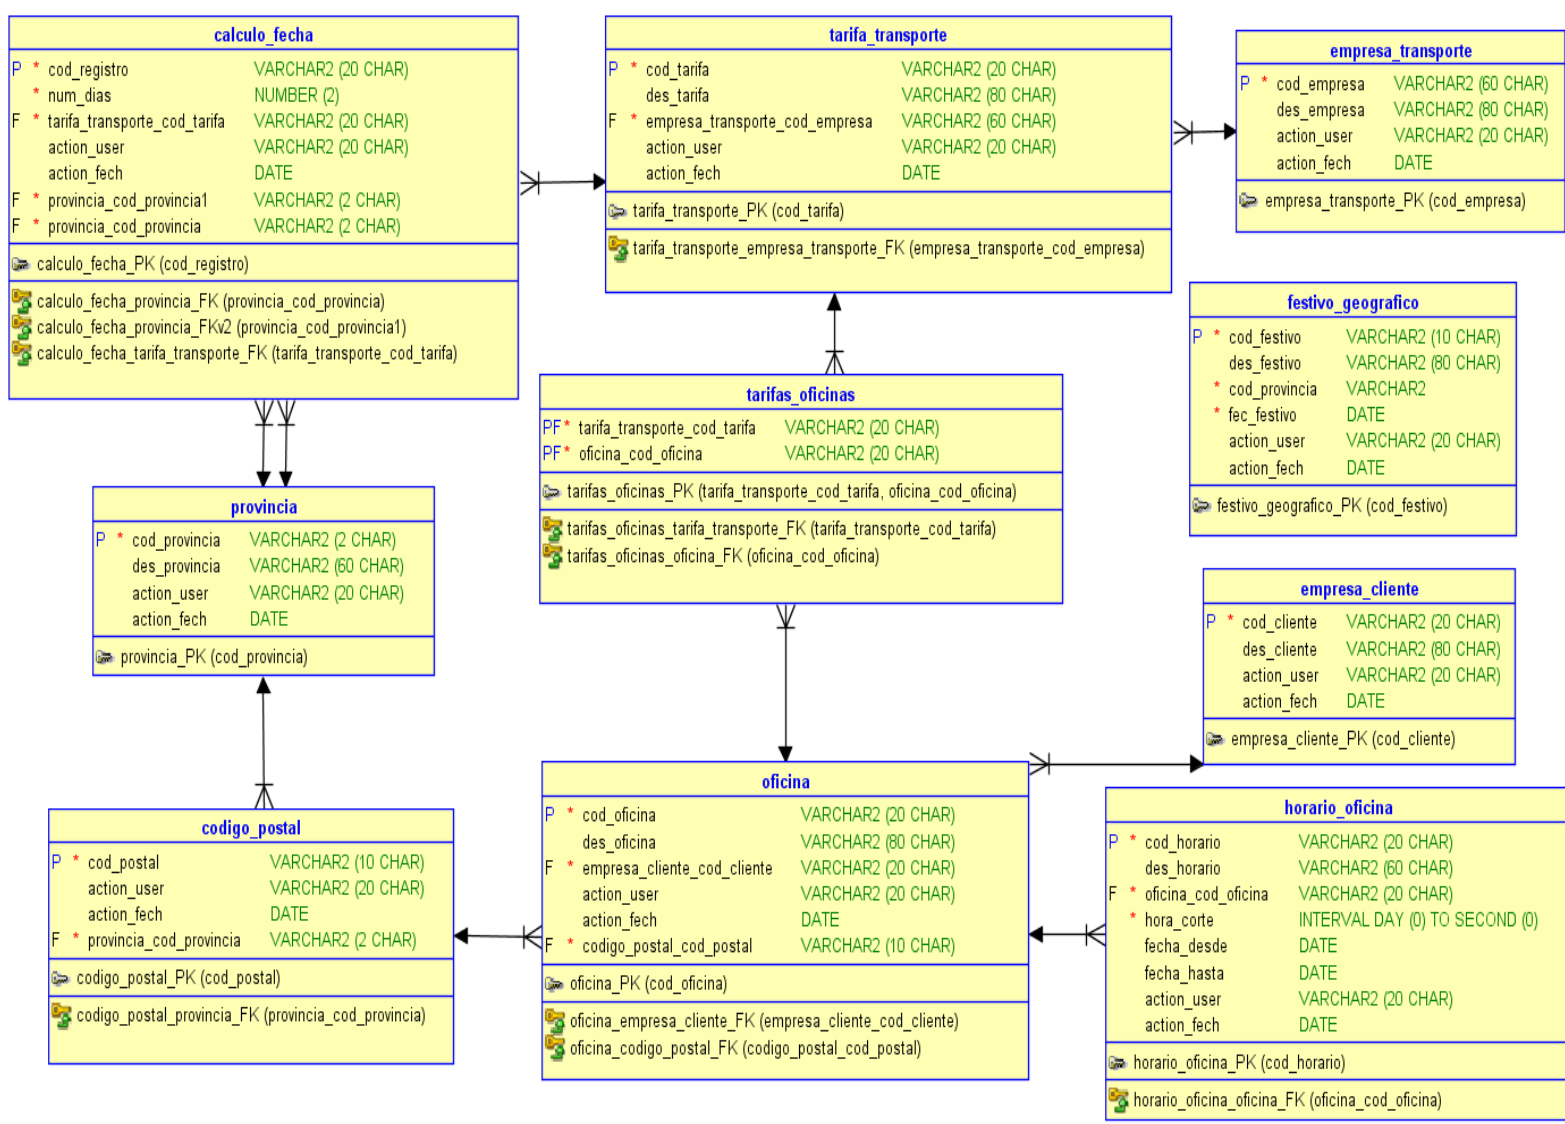 calculo_fecha
P * cod_registro VARCHAR2 (20 CHAR)
* num_dias NUMBER (2)
F * tarifa_transporte_cod_tarifa VARCHAR2 (20 CHAR)
action_user VARCHAR2 (20 CHAR)
action_fech DATE
F * provincia_cod_provincia1 VARCHAR2 (2 CHAR)
F * provincia_cod_provincia VARCHAR2 (2 CHAR)
calculo_fecha_PK (cod_registro)
calculo_fecha_provincia_FK (provincia_cod_provincia)
calculo_fecha_provincia_FKv2 (provincia_cod_provincia1)
calculo_fecha_tarifa_transporte_FK (tarifa_transporte_cod_tarifa)
tarifa_transporte
P * cod_tarifa VARCHAR2 (20 CHAR)
des_tarifa VARCHAR2 (80 CHAR)
F * empresa_transporte_cod_empresa VARCHAR2 (60 CHAR)
action_user VARCHAR2 (20 CHAR)
action_fech DATE
tarifa_transporte_PK (cod_tarifa)
tarifa_transporte_empresa_transporte_FK (empresa_transporte_cod_empresa)
empresa_transporte
P * cod_empresa VARCHAR2 (60 CHAR)
des_empresa VARCHAR2 (80 CHAR)
action_user VARCHAR2 (20 CHAR)
action_fech DATE
empresa_transporte_PK (cod_empresa)
festivo_geografico
P * cod_festivo VARCHAR2 (10 CHAR)
des_festivo VARCHAR2 (80 CHAR)
* cod_provincia VARCHAR2
* fec_festivo DATE
action_user VARCHAR2 (20 CHAR)
action_fech DATE
festivo_geografico_PK (cod_festivo)
tarifas_oficinas
PF* tarifa_transporte_cod_tarifa VARCHAR2 (20 CHAR)
PF* oficina_cod_oficina VARCHAR2 (20 CHAR)
tarifas_oficinas_PK (tarifa_transporte_cod_tarifa, oficina_cod_oficina)
tarifas_oficinas_tarifa_transporte_FK (tarifa_transporte_cod_tarifa)
tarifas_oficinas_oficina_FK (oficina_cod_oficina)
provincia
P * cod_provincia VARCHAR2 (2 CHAR)
des_provincia VARCHAR2 (60 CHAR)
action_user VARCHAR2 (20 CHAR)
action_fech DATE
provincia_PK (cod_provincia)
empresa_cliente
P * cod_cliente VARCHAR2 (20 CHAR)
des_cliente VARCHAR2 (80 CHAR)
action_user VARCHAR2 (20 CHAR)
action_fech DATE
empresa_cliente_PK (cod_cliente)
codigo_postal
P * cod_postal VARCHAR2 (10 CHAR)
action_user VARCHAR2 (20 CHAR)
action_fech DATE
F * provincia_cod_provincia VARCHAR2 (2 CHAR)
codigo_postal_PK (cod_postal)
codigo_postal_provincia_FK (provincia_cod_provincia)
oficina
P * cod_oficina VARCHAR2 (20 CHAR)
des_oficina VARCHAR2 (80 CHAR)
F * empresa_cliente_cod_cliente VARCHAR2 (20 CHAR)
action_user VARCHAR2 (20 CHAR)
action_fech DATE
F * codigo_postal_cod_postal VARCHAR2 (10 CHAR)
oficina_PK (cod_oficina)
oficina_empresa_cliente_FK (empresa_cliente_cod_cliente)
oficina_codigo_postal_FK (codigo_postal_cod_postal)
horario_oficina
P * cod_horario VARCHAR2 (20 CHAR)
des_horario VARCHAR2 (60 CHAR)
F * oficina_cod_oficina VARCHAR2 (20 CHAR)
* hora_corte INTERVAL DAY (0) TO SECOND (0)
fecha_desde DATE
fecha_hasta DATE
action_user VARCHAR2 (20 CHAR)
action_fech DATE
horario_oficina_PK (cod_horario)
horario_oficina_oficina_FK (oficina_cod_oficina)